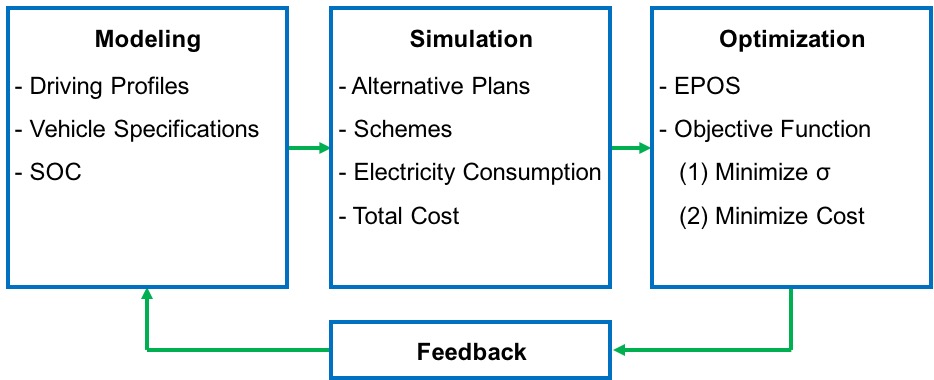 Modeling
- Driving Profiles
- Vehicle Specifications
- SOC
Simulation
- Alternative Plans
- Schemes
- Electricity Consumption
- Total Cost
Optimization
- EPOS
- Objective Function
(1) Minimize σ
(2) Minimize Cost
Feedback